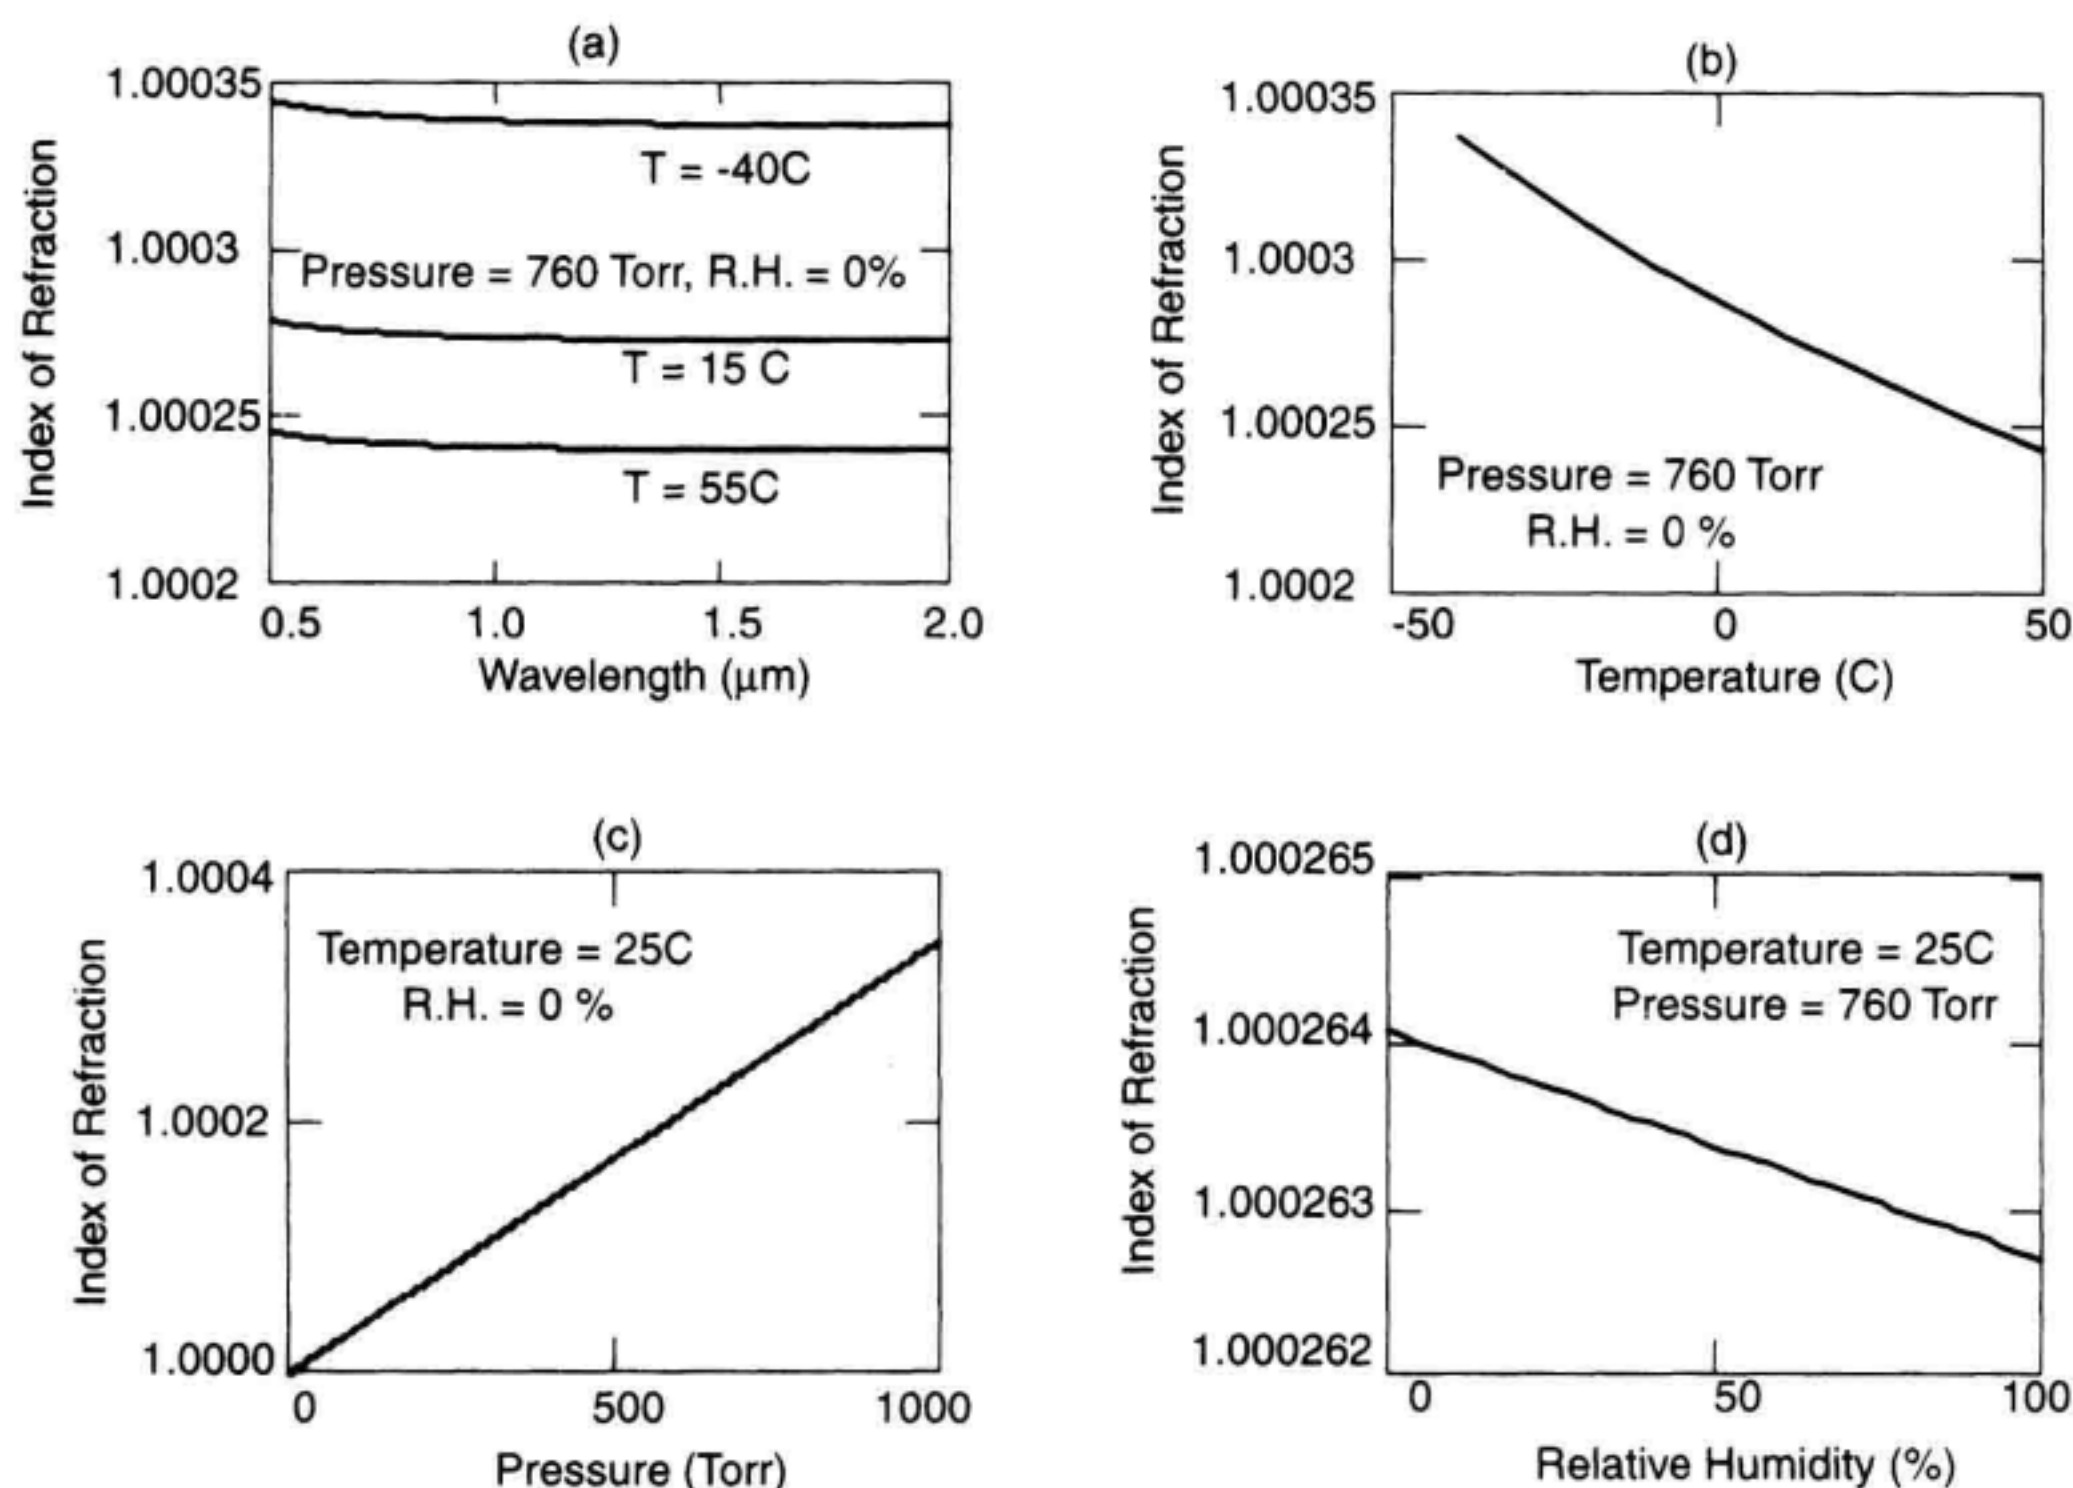 (a)
1.00035
1.0003
1.00025
1.0002
Index of Refraction
T = -40C
Pressure = 760 Torr, R.H. = 0%
T = 15 C
T = 55C
0.5 1.0 1.5 2.0
Wavelength (μm)
(b)
1.00035
1.0003
1.00025
1.0002
Index of Refraction
Pressure = 760 Torr
R.H. = 0 %
-50 0 50
Temperature (C)
(c)
1.0004
1.0002
1.0000
Index of Refraction
Temperature = 25C
R.H. = 0 %
0 500 1000
Pressure (Torr)
(d)
1.000265
1.000264
1.000263
1.000262
Index of Refraction
Temperature = 25C
Pressure = 760 Torr
0 50 100
Relative Humidity (%)